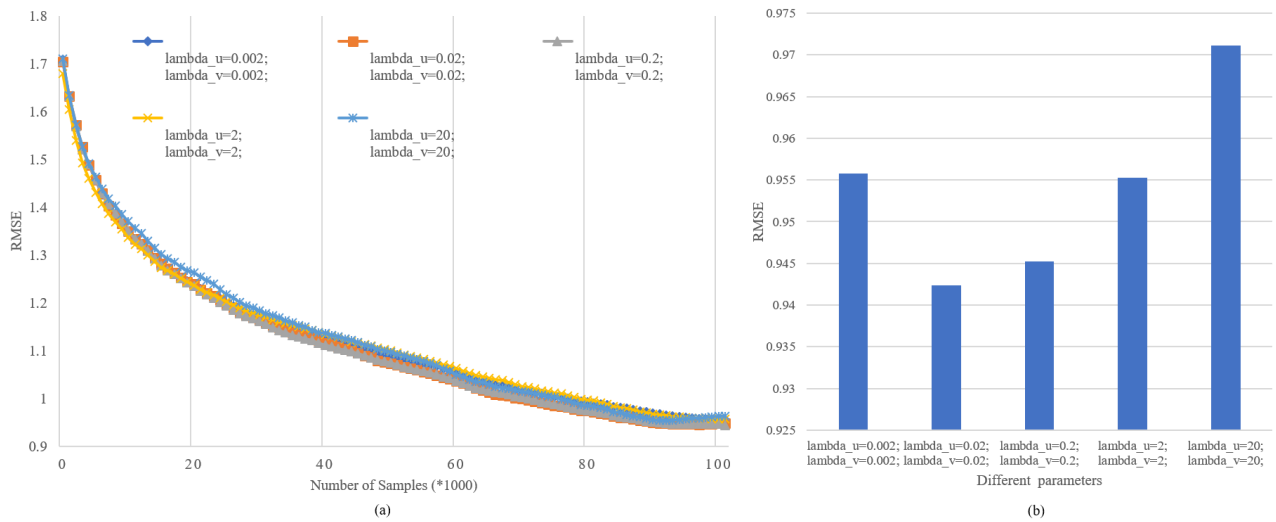 1.8
1.7
1.6
1.5
1.4
1.3
1.2
1.1
1
0.9
RMSE
lambda_u=0.002;
lambda_v=0.002;
lambda_u=0.02;
lambda_v=0.02;
lambda_u=0.2;
lambda_v=0.2;
lambda_u=2;
lambda_v=2;
lambda_u=20;
lambda_v=20;
0 20 40 60 80 100
Number of Samples (*1000)
(a)
0.975
0.97
0.965
0.96
0.955
0.95
0.945
0.94
0.935
0.93
0.925
RMSE
lambda_u=0.002; lambda_u=0.02; lambda_u=0.2; lambda_u=2; lambda_u=20;
lambda_v=0.002; lambda_v=0.02; lambda_v=0.2; lambda_v=2; lambda_v=20;
Different parameters
(b)